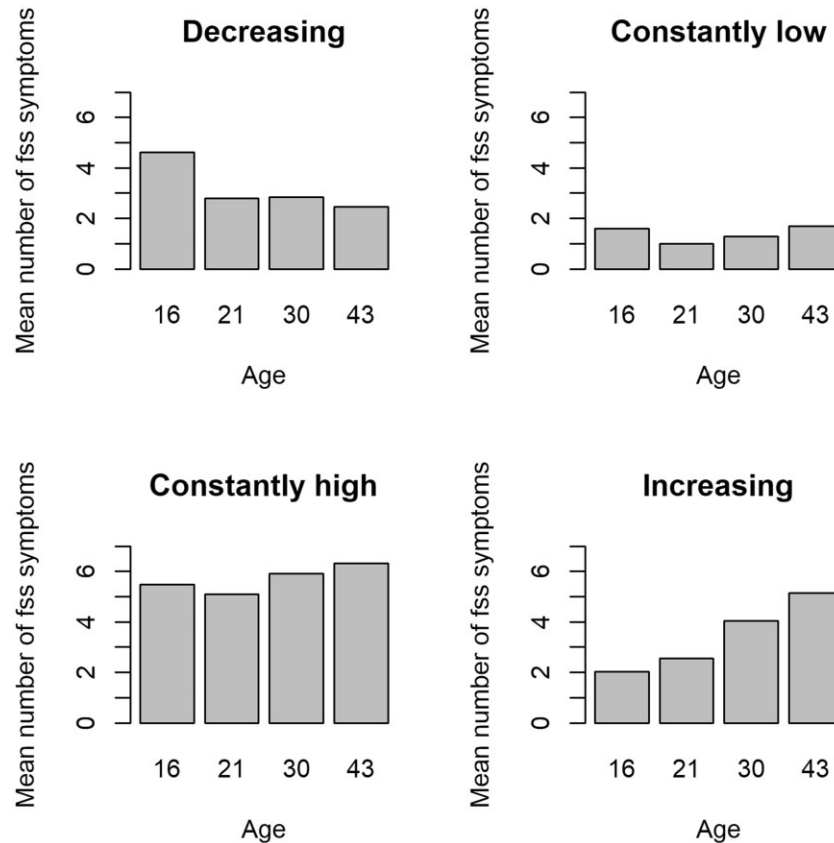 Decreasing
Mean number of fss symptoms
0 2 4 6
16 21 30 43
Age
Constantly low
Mean number of fss symptoms
0 2 4 6
16 21 30 43
Age
Constantly high
Mean number of fss symptoms
0 2 4 6
16 21 30 43
Age
Increasing
Mean number of fss symptoms
0 2 4 6
16 21 30 43
Age